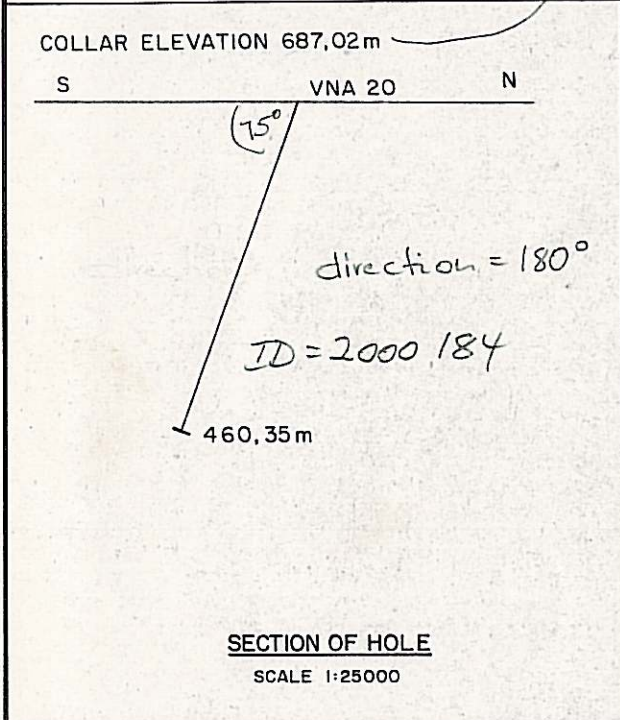 COLLAR ELEVATION 687,02m
S VNA 20 N
75°
direction = 180°
ID = 2000 184
460,35m
SECTION OF HOLE
SCALE 1:25000